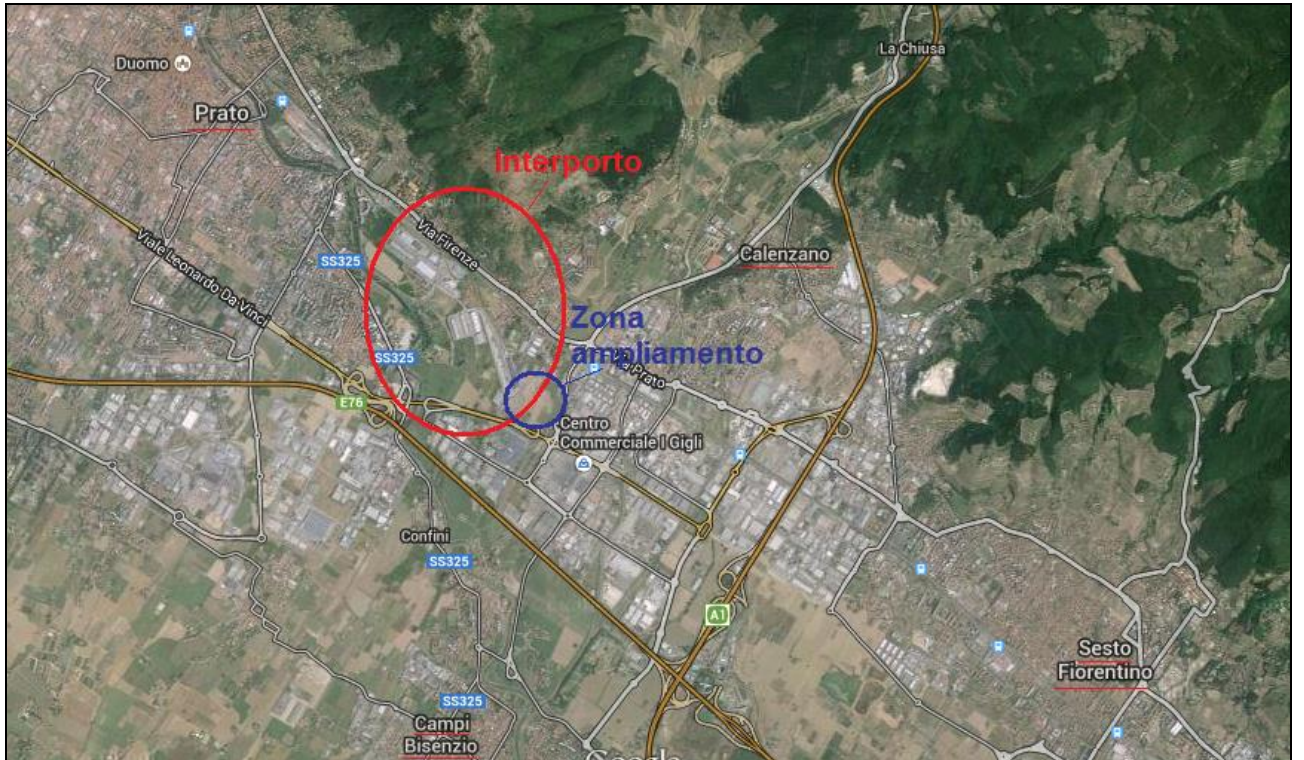 La Chiusa
Duomo
Prato
Interporto
Via Firenze
Viale Leonardo Da Vinci
SS325
Calenzano
Zona
ampliamento
SS325
Prato
E76
Centro
Commerciale I Gigli
Confini
SS325
A1
Sesto
Fiorentino
SS325
Campi
Bisenzio